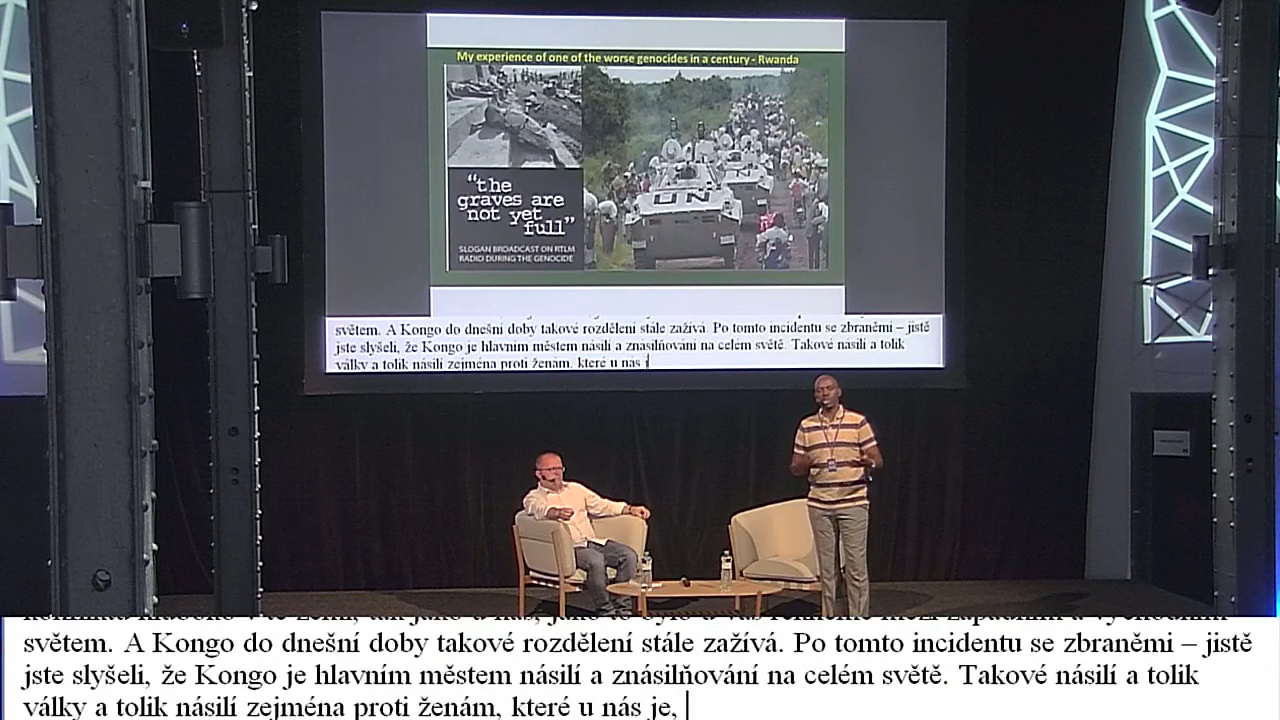 My experience of one of the worse genocides in a century - Rwanda
"the
graves are
not yet
full"
SLOGAN BROADCAST ON RTLM
RADIO DURING THE GENOCIDE
UN
světem. A Kongo do dnešní doby takové rozdělení stále zažívá. Po tomto incidentu se zbraněmi – jistě
jste slyšeli, že Kongo je hlavním městem násilí a znásilňování na celém světě. Takové násilí a tolik
války a tolik násilí zejména proti ženám, které u nás
světem. A Kongo do dnešní doby takové rozdělení stále zažívá. Po tomto incidentu se zbraněmi – jistě
jste slyšeli, že Kongo je hlavním městem násilí a znásilňování na celém světě. Takové násilí a tolik
války a tolik násilí zejména proti ženám, které u nás je,